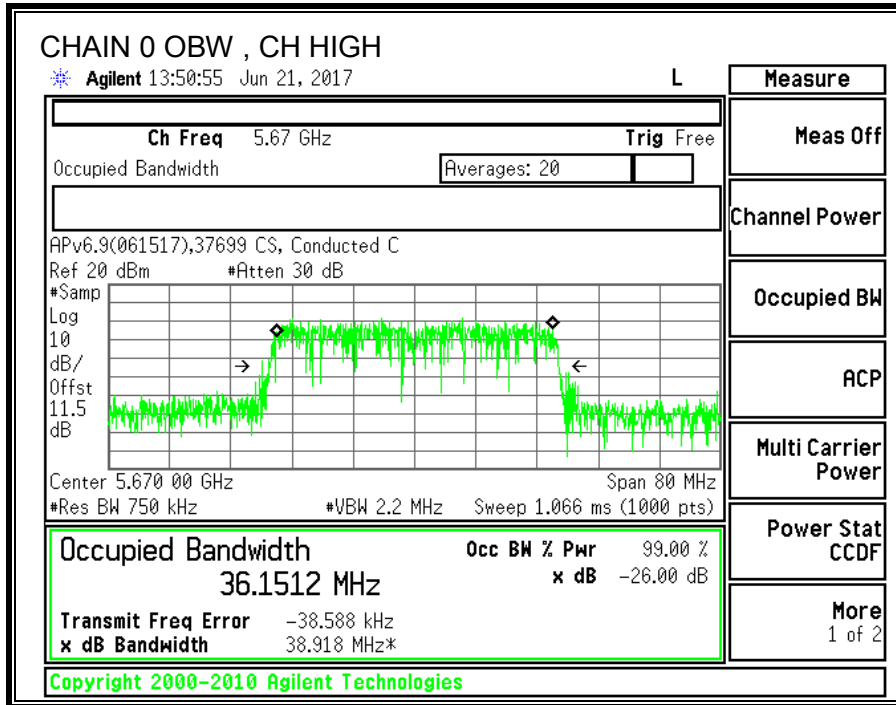 CHAIN 0 OBW , CH HIGH
Agilent 13:50:55 Jun 21, 2017 L
Measure
Ch Freq 5.67 GHz Trig Free
Occupied Bandwidth Averages: 20
APv6.9(061517),37699 CS, Conducted C
Ref 20 dBm #Atten 30 dB
#Samp
Log
10
dB/
Offst
11.5
dB
Center 5.670 00 GHz Span 80 MHz
#Res BW 750 kHz #VBW 2.2 MHz Sweep 1.066 ms (1000 pts)
Occupied Bandwidth Occ BW % Pwr 99.00 %
36.1512 MHz x dB -26.00 dB
Transmit Freq Error -38.588 kHz
x dB Bandwidth 38.918 MHz*
Meas Off
Channel Power
Occupied BW
ACP
Multi Carrier
Power
Power Stat
CCDF
More
1 of 2
Copyright 2000-2010 Agilent Technologies